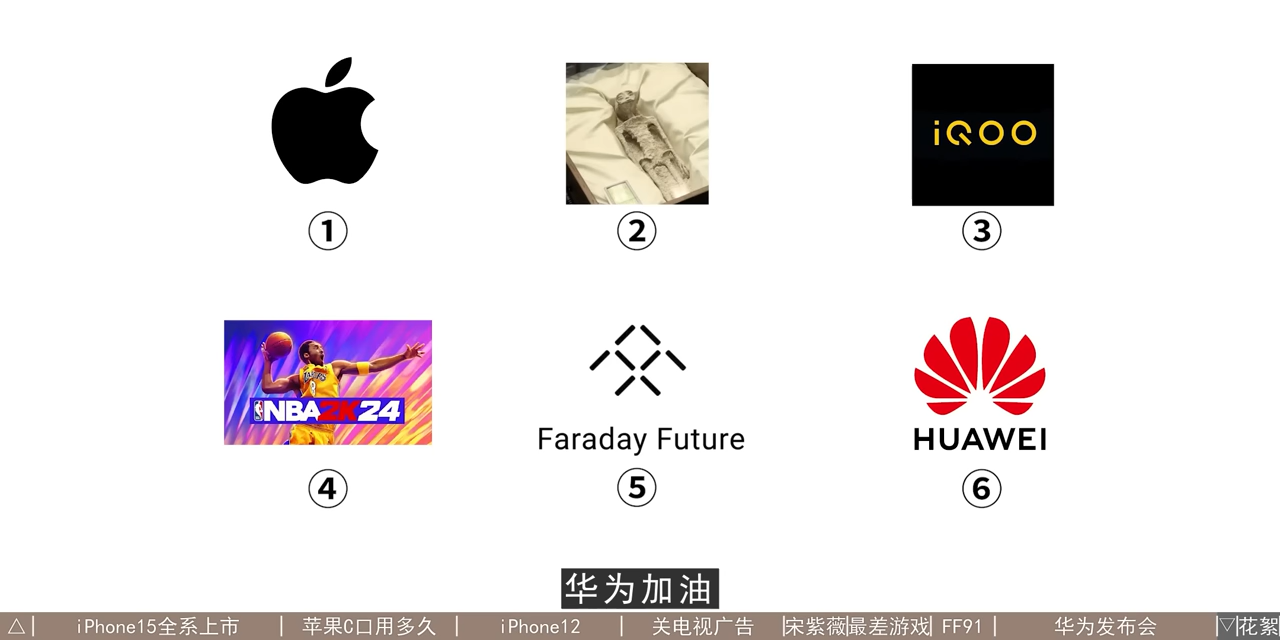 ①
②
iQOO
③
NBA2K24
④
Faraday Future
⑤
HUAWEI
⑥
华为加油
△| iPhone15全系上市 | 苹果C口用多久 | iPhone12 | 关电视广告 |宋紫薇|最差游戏| FF91 | 华为发布会 |▽|花絮